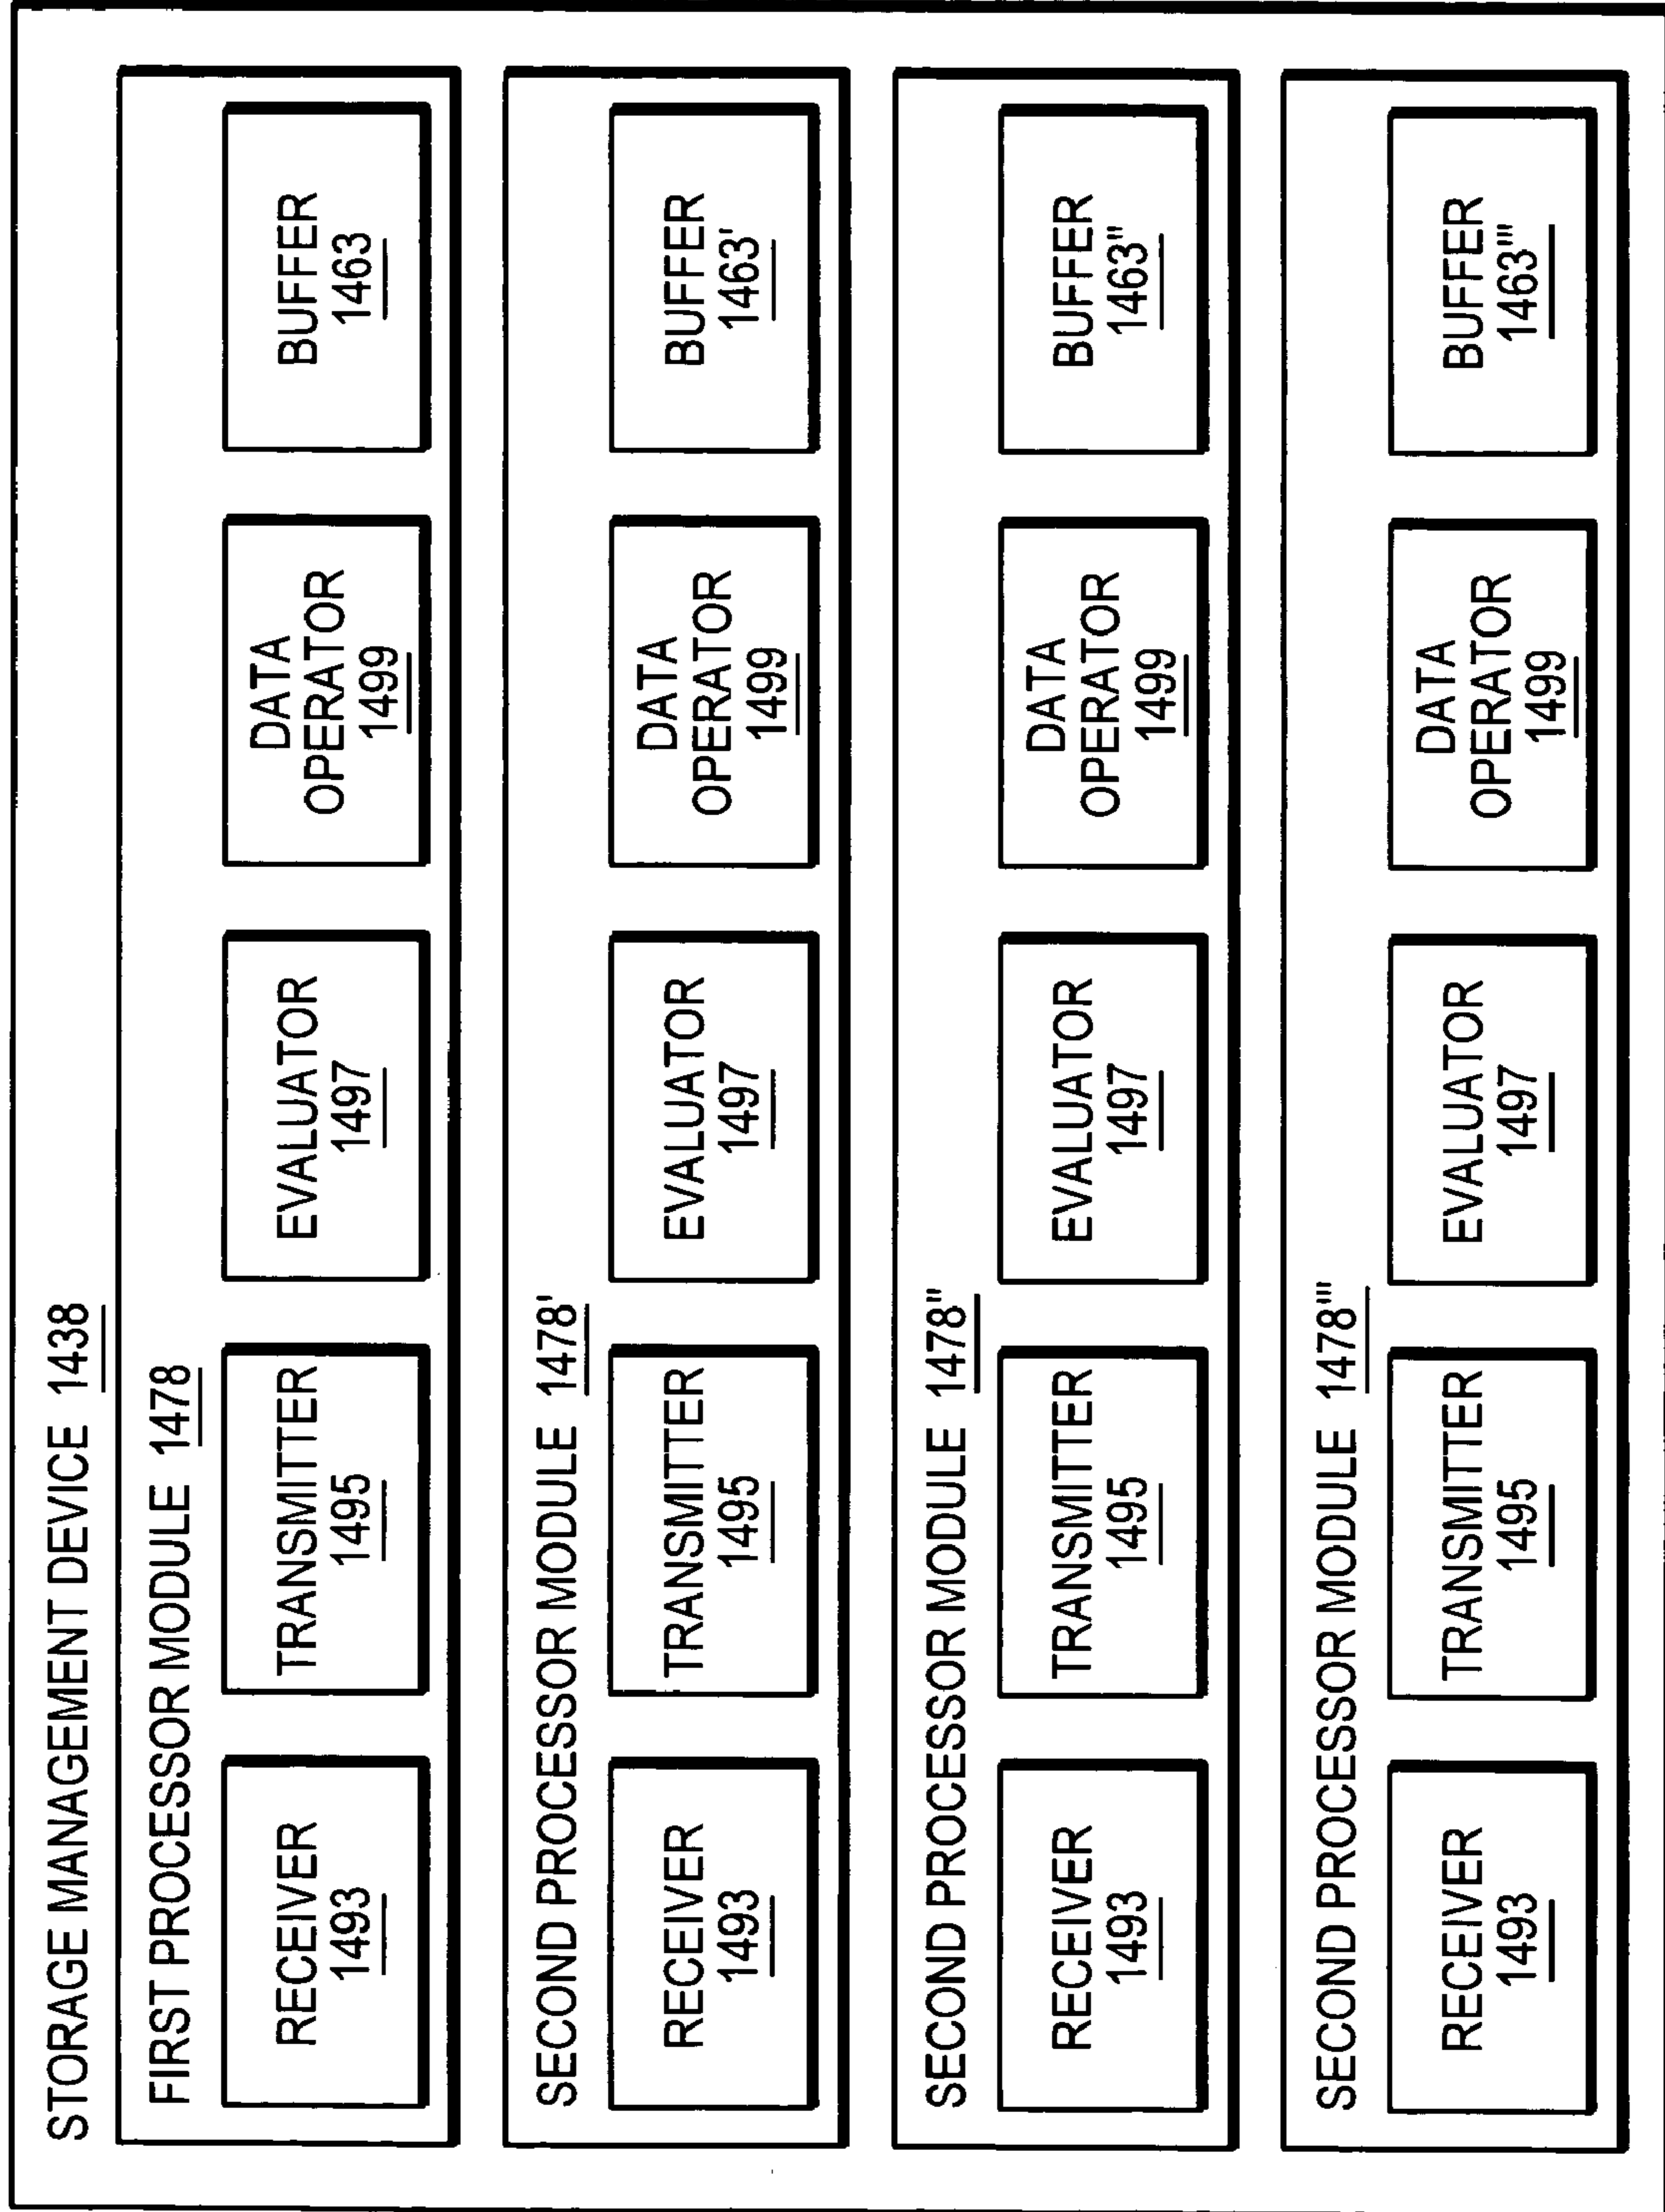 STORAGE MANAGEMENT DEVICE 1438
FIRST PROCESSOR MODULE 1478
RECEIVER
1493
TRANSMITTER
1495
EVALUATOR
1497
DATA
OPERATOR
1499
BUFFER
1463
SECOND PROCESSOR MODULE 1478'
RECEIVER
1493
TRANSMITTER
1495
EVALUATOR
1497
DATA
OPERATOR
1499
BUFFER
1463'
SECOND PROCESSOR MODULE 1478"
RECEIVER
1493
TRANSMITTER
1495
EVALUATOR
1497
DATA
OPERATOR
1499
BUFFER
1463"
SECOND PROCESSOR MODULE 1478'"
RECEIVER
1493
TRANSMITTER
1495
EVALUATOR
1497
DATA
OPERATOR
1499
BUFFER
1463'"